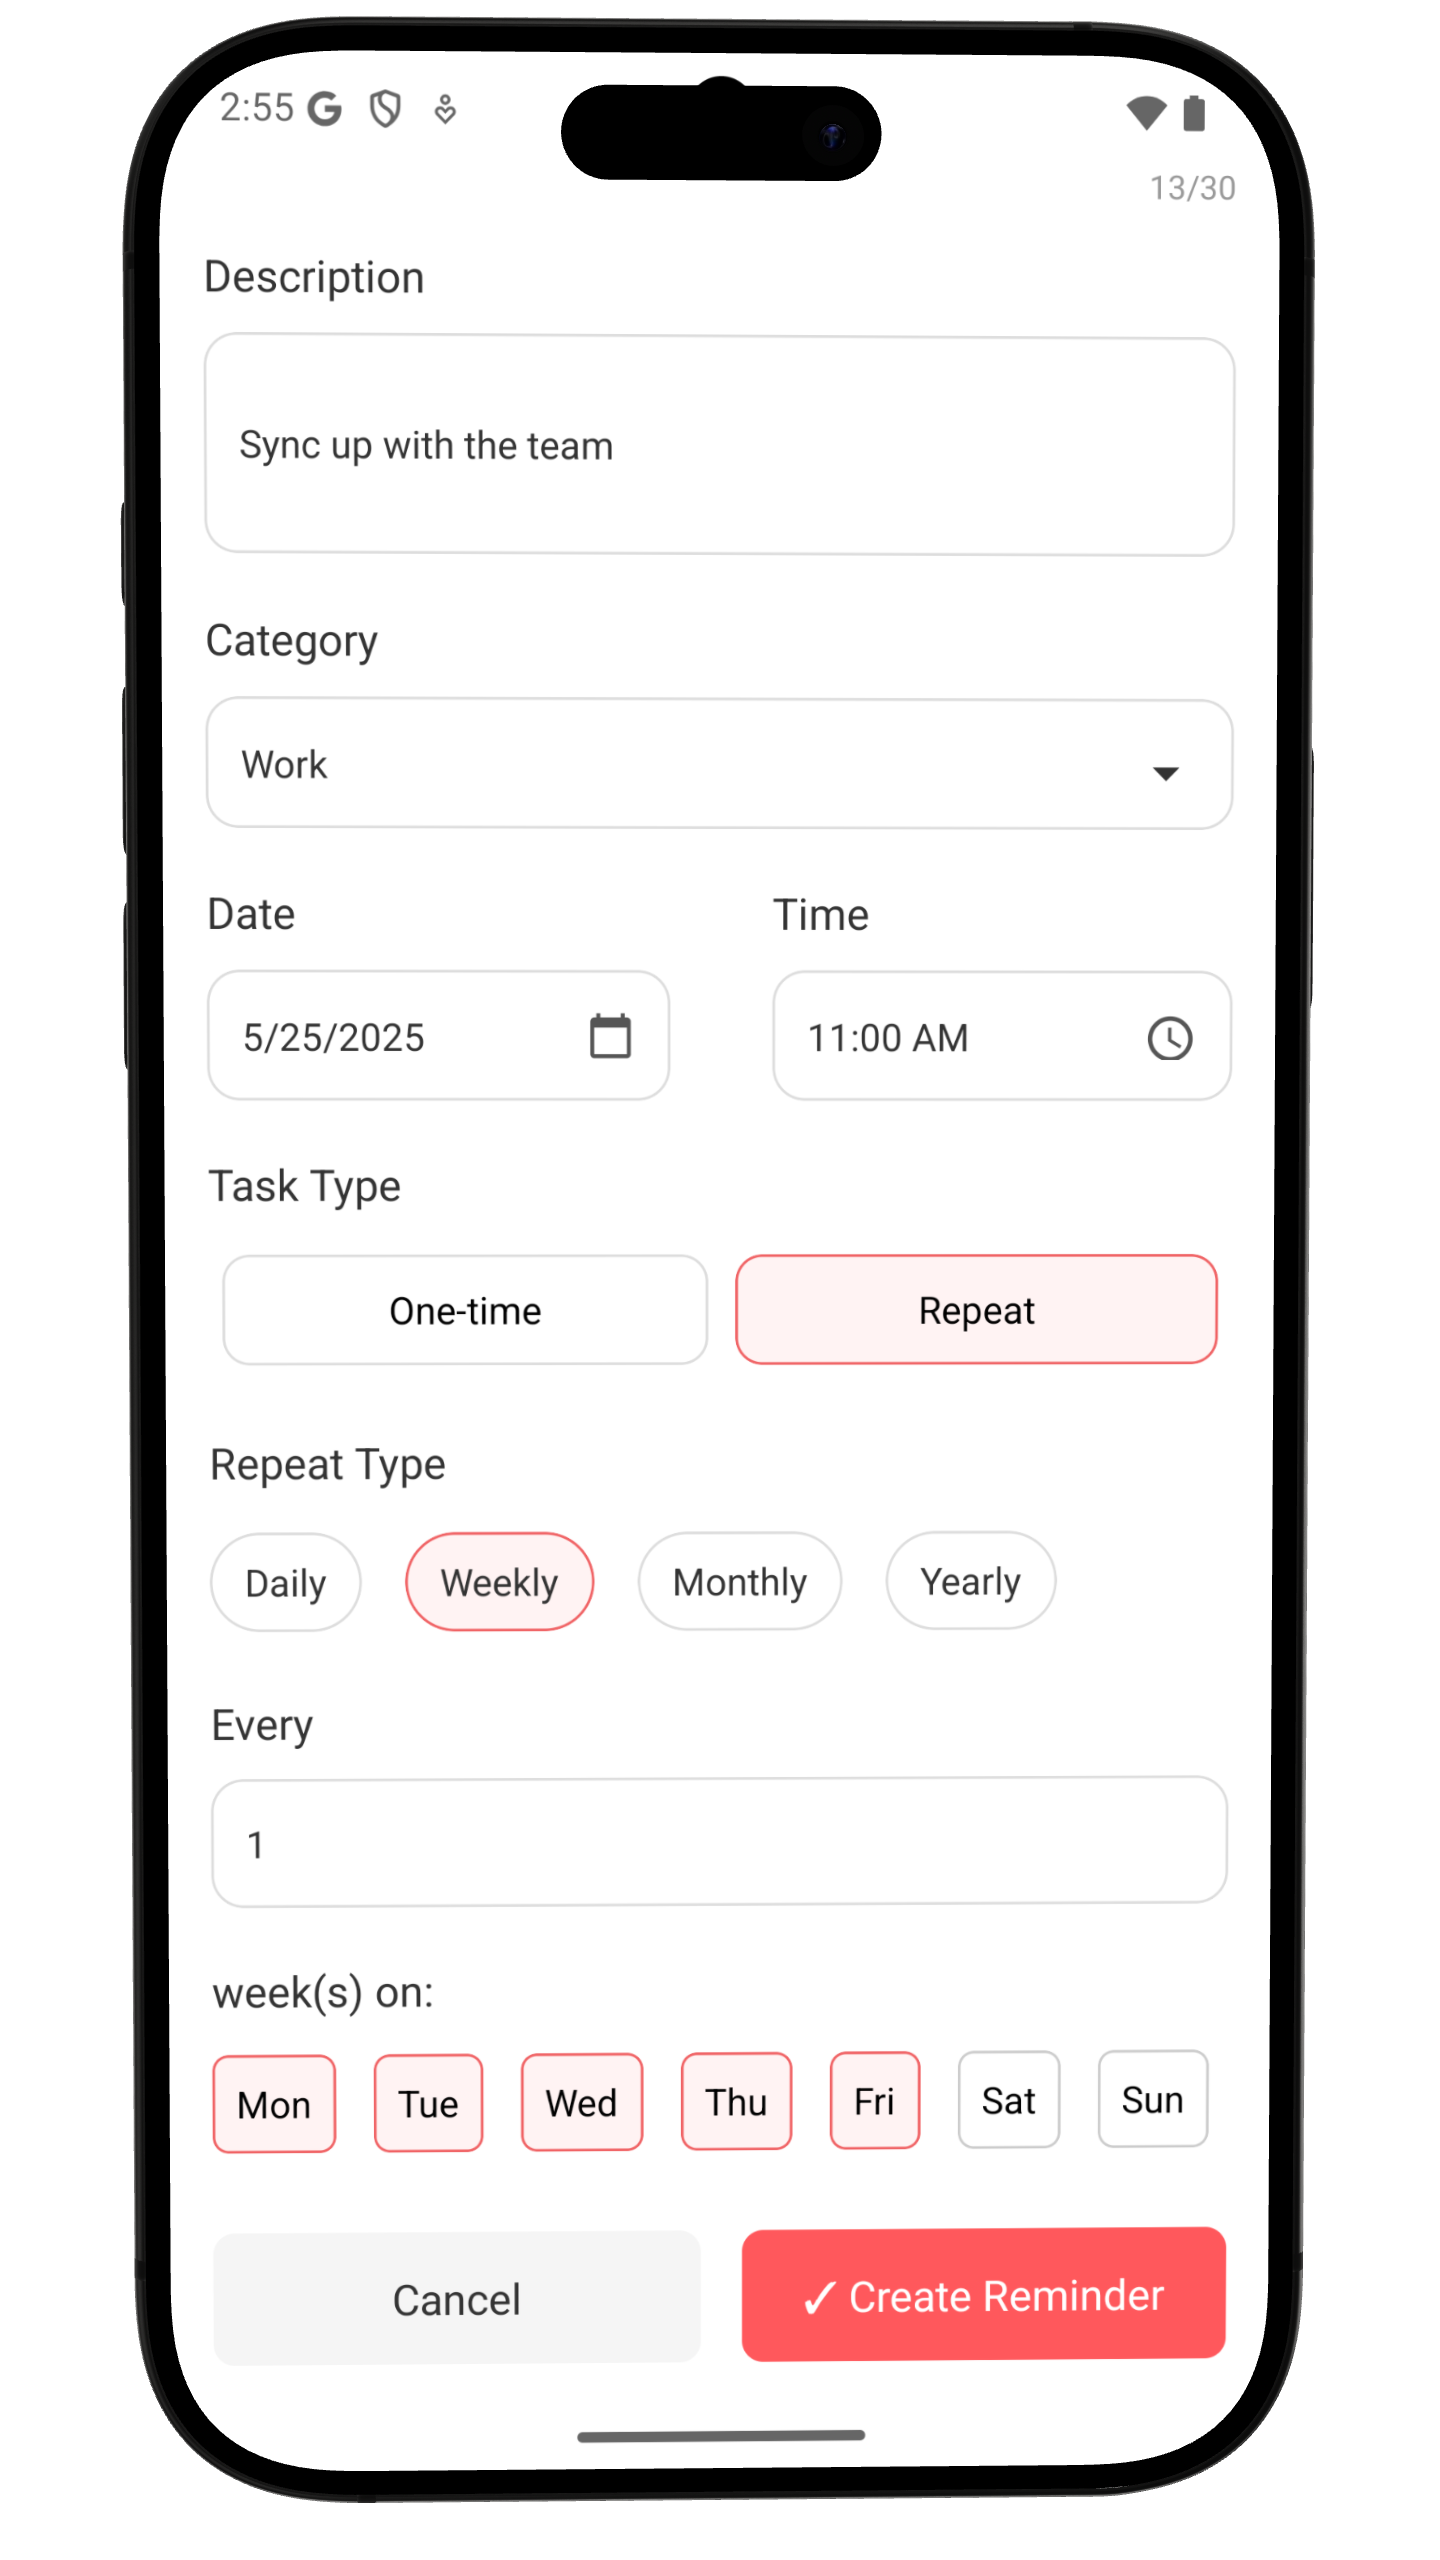 2:55
13/30
Description
Sync up with the team
Category
Work
Date Time
5/25/2025 11:00 AM
Task Type
One-time Repeat
Repeat Type
Daily Weekly Monthly Yearly
Every
1
week(s) on:
Mon Tue Wed Thu Fri Sat Sun
Cancel ✓ Create Reminder